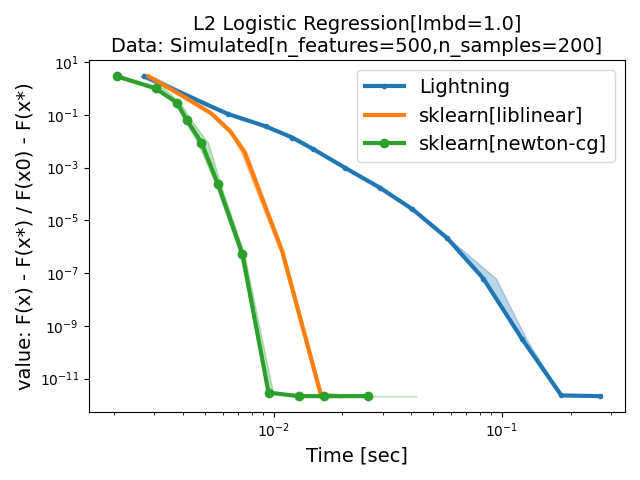 L2 Logistic Regression[lmbd=1.0]
Data: Simulated[n_features=500,n_samples=200]
value: F(x) - F(x*) / F(x0) - F(x*)
10¹
10⁻¹
10⁻³
10⁻⁵
10⁻⁷
10⁻⁹
10⁻¹¹
Lightning
sklearn[liblinear]
sklearn[newton-cg]
10⁻²
10⁻¹
Time [sec]